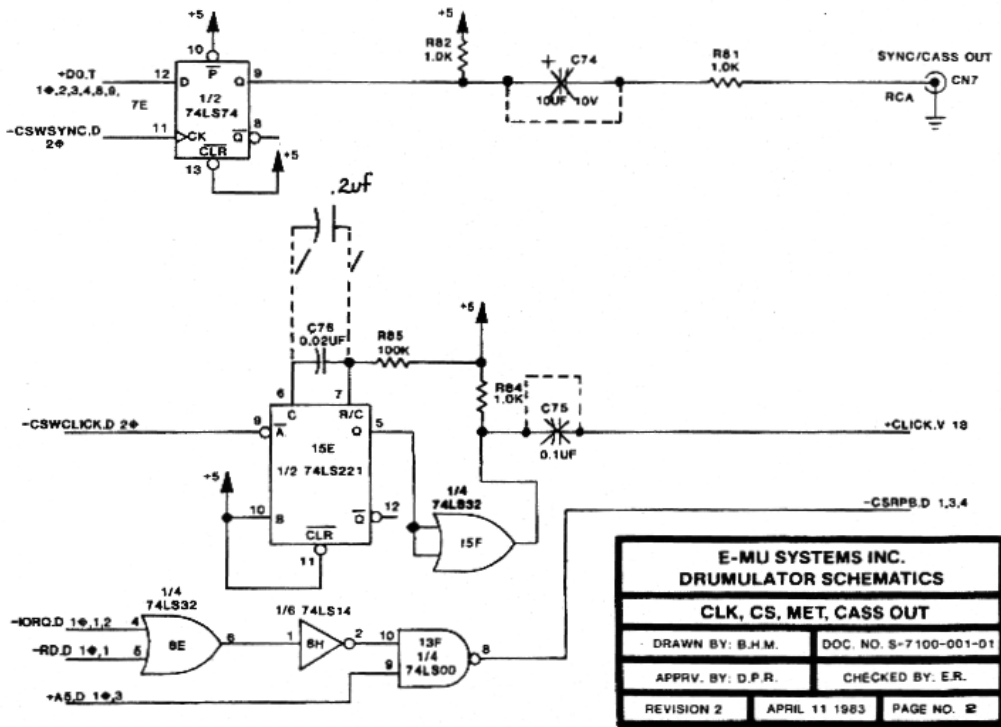 +5
10
P
+D0.T
12
D
Q
9
1Φ,2,3,4,8,9,
7E
1/2
74LS74
-CSWSYNC.D
11
CK
Q
8
2Φ
CLR
13
+5
+5
R82
1.0K
+
C74
10UF 10V
R81
1.0K
SYNC/CASS OUT
CN7
RCA
.2uf
C76
0.02UF
R85
100K
+5
R84
1.0K
C75
0.1UF
6
7
C
R/C
-CSWCLICK.D 2Φ
9
A
Q
5
15E
1/2 74LS221
+5
10
B
Q
12
CLR
11
1/4
74LS32
15F
+CLICK.V 18
-CSRPB.D 1,3,4
1/4
74LS32
-IORQ.D 1Φ,1,2
4
8E
6
-RD.D 1Φ,1
5
1/6 74LS14
1
8H
2
10
13F
1/4
74LS00
8
9
+A5.D 1Φ,3
E-MU SYSTEMS INC.
DRUMULATOR SCHEMATICS
CLK, CS, MET, CASS OUT
DRAWN BY: B.H.M.
DOC. NO. S-7100-001-01
APPRV. BY: D.P.R.
CHECKED BY: E.R.
REVISION 2
APRIL 11 1983
PAGE NO. 2